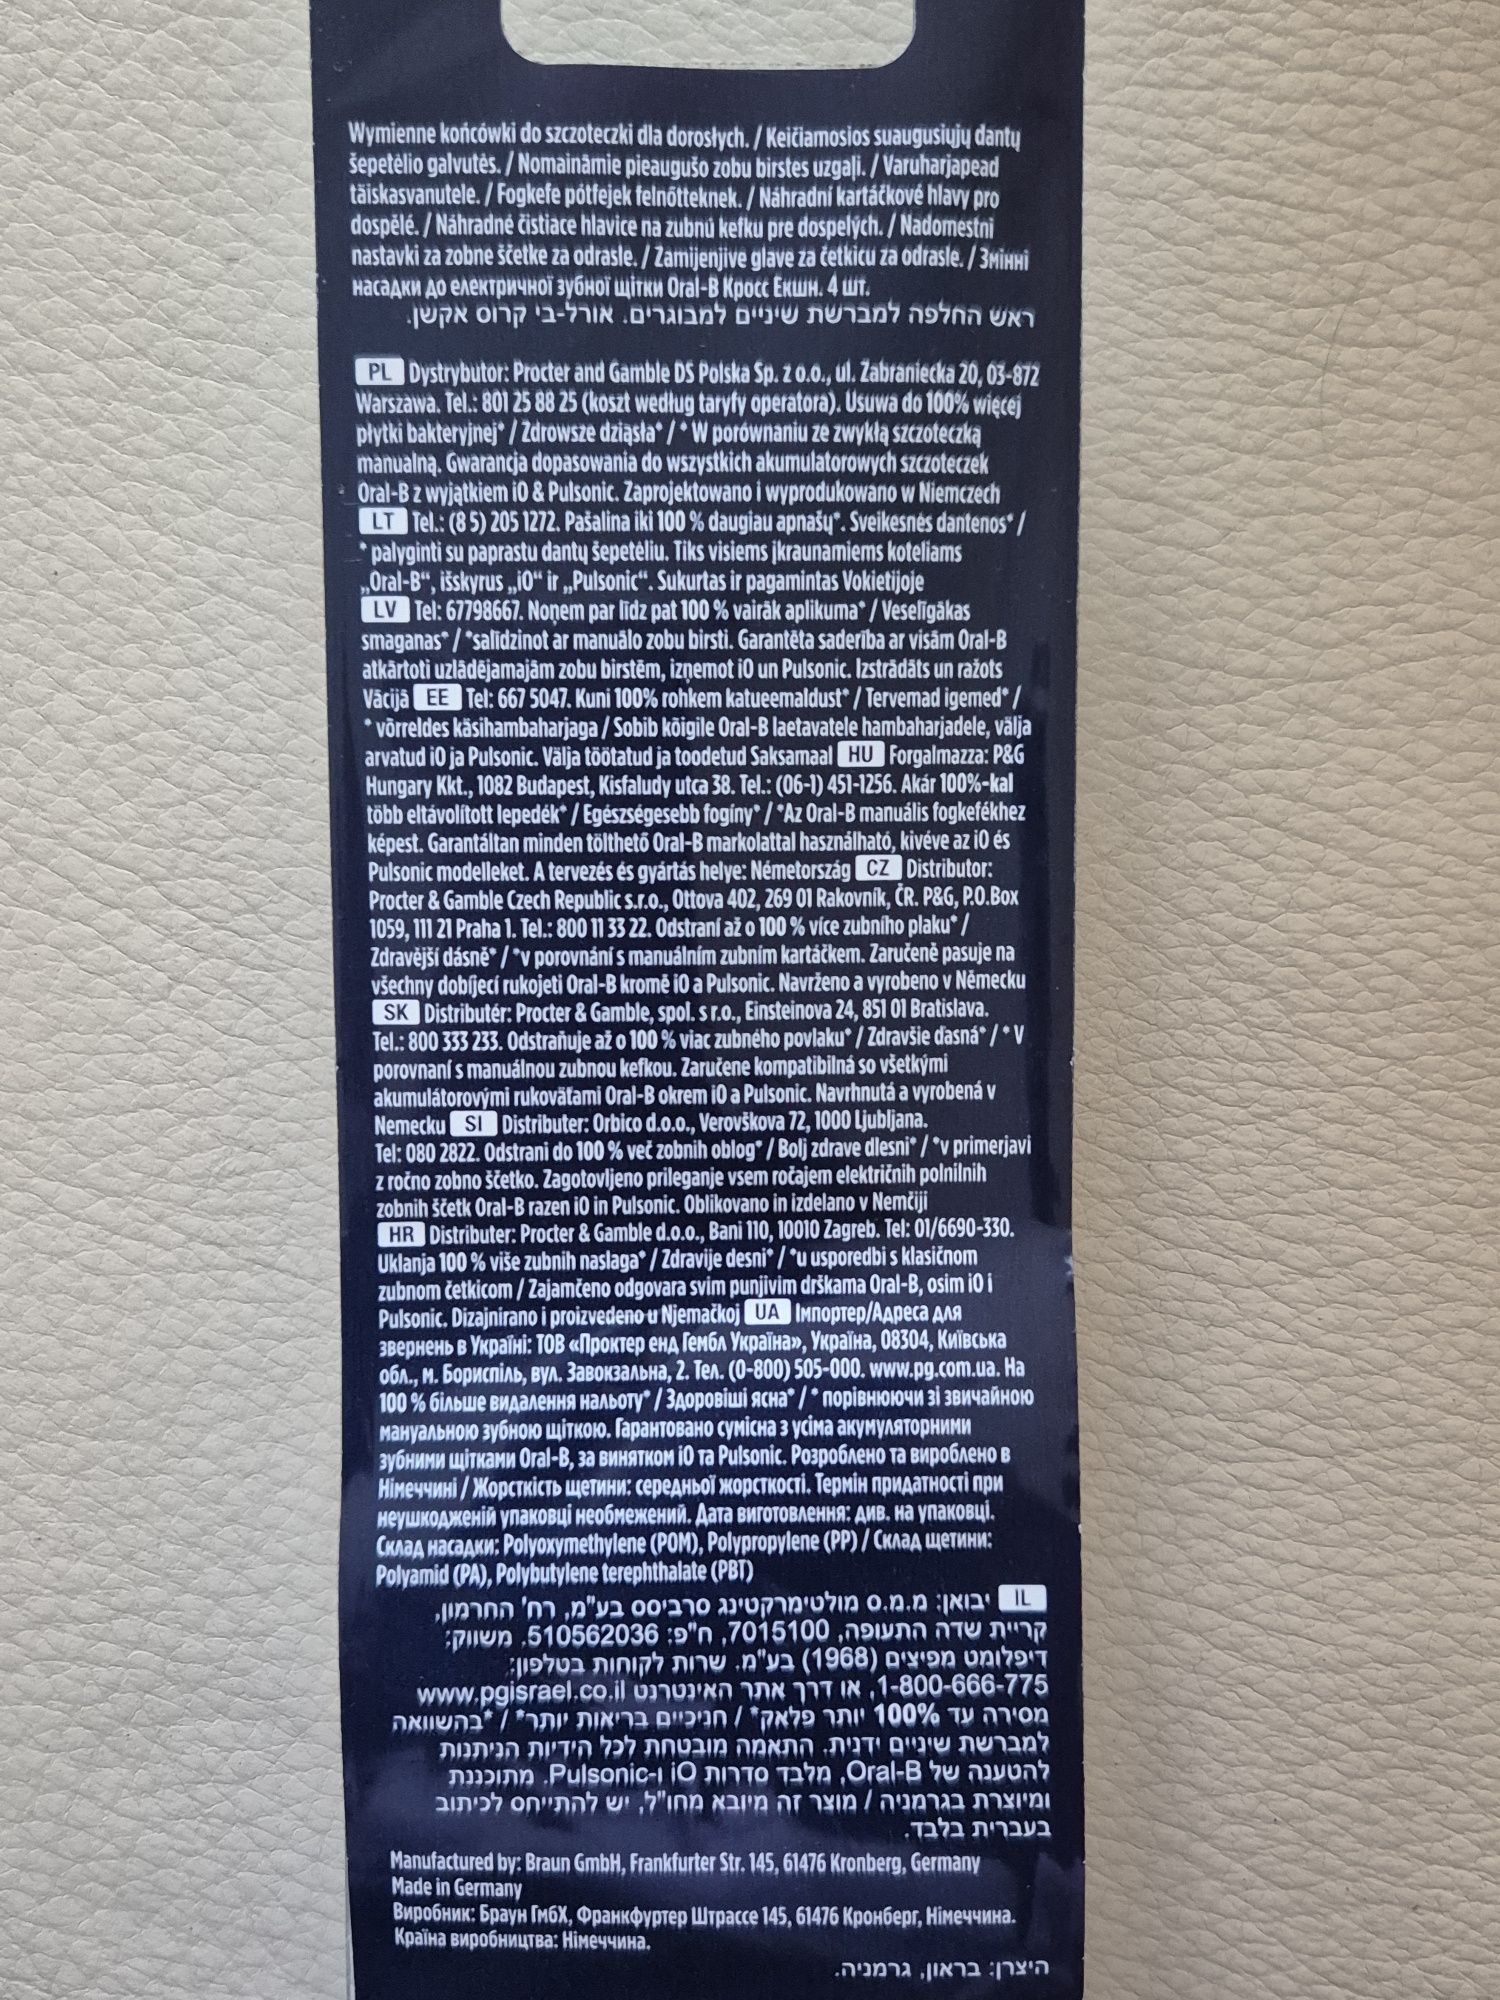 Wymienne końcówki do szczoteczki dla dorosłych. / Keičiamosios suaugusiųjų dantų
šepetėlio galvutės. / Nomaināmie pieaugušo zobu birstes uzgaļi. / Varuharjapead
täiskasvanutele. / Fogkefe pótfejek felnőtteknek. / Náhradní kartáčkové hlavy pro
dospělé. / Náhradné čistiace hlavice na zubnú kefku pre dospelých. / Nadomestni
nastavki za zobne ščetke za odrasle. / Zamijenjive glave za četkicu za odrasle. / Змінні
насадки до електричної зубної щітки Oral-B Кросс Екшн. 4 шт.
ראש החלפה למברשת שיניים למבוגרים. אורל-בי קרוס אקשן.
PL Dystrybutor: Procter and Gamble DS Polska Sp. z o.o., ul. Zabraniecka 20, 03-872
Warszawa. Tel.: 801 25 88 25 (koszt według taryfy operatora). Usuwa do 100% więcej
płytki bakteryjnej* / Zdrowsze dziąsła* / * W porównaniu ze zwykłą szczoteczką
manualną. Gwarancja dopasowania do wszystkich akumulatorowych szczoteczek
Oral-B z wyjątkiem iO & Pulsonic. Zaprojektowano i wyprodukowano w Niemczech
LT Tel.: (8 5) 205 1272. Pašalina iki 100 % daugiau apnašų*. Sveikesnės dantenos* /
* palyginti su paprastu dantų šepetėliu. Tiks visiems įkraunamiems koteliams
„Oral-B“, išskyrus „iO“ ir „Pulsonic“. Sukurtas ir pagamintas Vokietijoje
LV Tel: 67798667. Noņem par līdz pat 100 % vairāk aplikuma* / Veselīgākas
smaganas* / *salīdzinot ar manuālo zobu birsti. Garantēta saderība ar visām Oral-B
atkārtoti uzlādējamajām zobu birstēm, izņemot iO un Pulsonic. Izstrādāts un ražots
Vācijā EE Tel: 667 5047. Kuni 100% rohkem katueemaldust* / Tervemad igemed* /
* võrreldes käsihambaharjaga / Sobib kõigile Oral-B laetavatele hambaharjadele, välja
arvatud iO ja Pulsonic. Välja töötatud ja toodetud Saksamaal HU Forgalmazza: P&G
Hungary Kkt., 1082 Budapest, Kisfaludy utca 38. Tel.: (06-1) 451-1256. Akár 100%-kal
több eltávolított lepedék* / Egészségesebb fogíny* / *Az Oral-B manuális fogkefékhez
képest. Garantáltan minden tölthető Oral-B markolattal használható, kivéve az iO és
Pulsonic modelleket. A tervezés és gyártás helye: Németország CZ Distributor:
Procter & Gamble Czech Republic s.r.o., Ottova 402, 269 01 Rakovník, ČR. P&G, P.O.Box
1059, 111 21 Praha 1. Tel.: 800 11 33 22. Odstraní až o 100 % více zubního plaku* /
Zdravější dásně* / *v porovnání s manuálním zubním kartáčkem. Zaručeně pasuje na
všechny dobíjecí rukojeti Oral-B kromě iO a Pulsonic. Navrženo a vyrobeno v Německu
SK Distributér: Procter & Gamble, spol. s r.o., Einsteinova 24, 851 01 Bratislava.
Tel.: 800 333 233. Odstraňuje až o 100 % viac zubného povlaku* / Zdravšie ďasná* / * V
porovnaní s manuálnou zubnou kefkou. Zaručene kompatibilná so všetkými
akumulátorovými rukoväťami Oral-B okrem iO a Pulsonic. Navrhnutá a vyrobená v
Nemecku SI Distributer: Orbico d.o.o., Verovškova 72, 1000 Ljubljana.
Tel: 080 2822. Odstrani do 100 % več zobnih oblog* / Bolj zdrave dlesni* / *v primerjavi
z ročno zobno ščetko. Zagotovljeno prileganje vsem ročajem električnih polnilnih
zobnih ščetk Oral-B razen iO in Pulsonic. Oblikovano in izdelano v Nemčiji
HR Distributer: Procter & Gamble d.o.o., Bani 110, 10010 Zagreb. Tel: 01/6690-330.
Uklanja 100 % više zubnih naslaga* / Zdravije desni* / *u usporedbi s klasičnom
zubnom četkicom / Zajamčeno odgovara svim punjivim drškama Oral-B, osim iO i
Pulsonic. Dizajnirano i proizvedeno u Njemačkoj UA Імпортер/Адреса для
звернень в Україні: ТОВ «Проктер енд Гембл Україна», Україна, 08304, Київська
обл., м. Бориспіль, вул. Завокзальна, 2. Тел. (0-800) 505-000. www.pg.com.ua. На
100 % більше видалення нальоту* / Здоровіші ясна* / * порівнюючи зі звичайною
мануальною зубною щіткою. Гарантовано сумісна з усіма акумуляторними
зубними щітками Oral-B, за винятком iO та Pulsonic. Розроблено та вироблено в
Німеччині / Жорсткість щетини: середньої жорсткості. Термін придатності при
неушкодженій упаковці необмежений. Дата виготовлення: див. на упаковці.
Склад насадки: Polyoxymethylene (POM), Polypropylene (PP) / Склад щетини:
Polyamid (PA), Polybutylene terephthalate (PBT)
IL יבואן: מ.מ.ס מולטימרקטינג סרביסס בע"מ, רח' החרמון,
קריית שדה התעופה, 7015100, ח"פ: 510562036. משווק:
דיפלומט מפיצים (1968) בע"מ. שרות לקוחות בטלפון:
1-800-666-775, או דרך אתר האינטרנט www.pgisrael.co.il
מסירה עד 100% יותר פלאק* / חניכיים בריאות יותר* / *בהשוואה
למברשת שיניים ידנית. התאמה מובטחת לכל הידיות הניתנות
להטענה של Oral-B, מלבד סדרות iO ו-Pulsonic. מתוכננת
ומיוצרת בגרמניה / מוצר זה מיובא מחו"ל, יש להתייחס לכיתוב
בעברית בלבד.
Manufactured by: Braun GmbH, Frankfurter Str. 145, 61476 Kronberg, Germany
Made in Germany
Виробник: Браун ГмбХ, Франкфуртер Штрассе 145, 61476 Кронберг, Німеччина.
Країна виробництва: Німеччина.
היצרן: בראון, גרמניה.